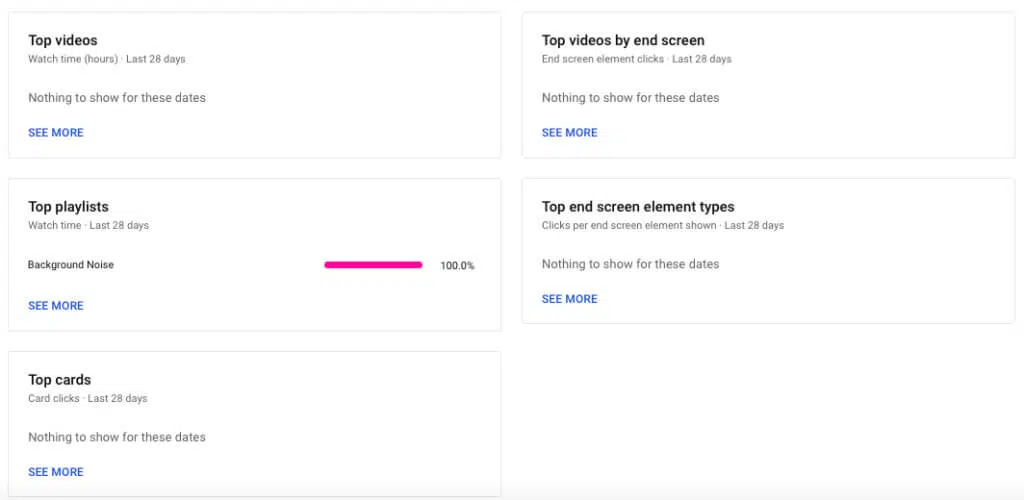 Top videos
Watch time (hours) · Last 28 days
Nothing to show for these dates
SEE MORE
Top videos by end screen
End screen element clicks · Last 28 days
Nothing to show for these dates
SEE MORE
Top playlists
Watch time · Last 28 days
Background Noise 100.0%
SEE MORE
Top end screen element types
Clicks per end screen element shown · Last 28 days
Nothing to show for these dates
SEE MORE
Top cards
Card clicks · Last 28 days
Nothing to show for these dates
SEE MORE